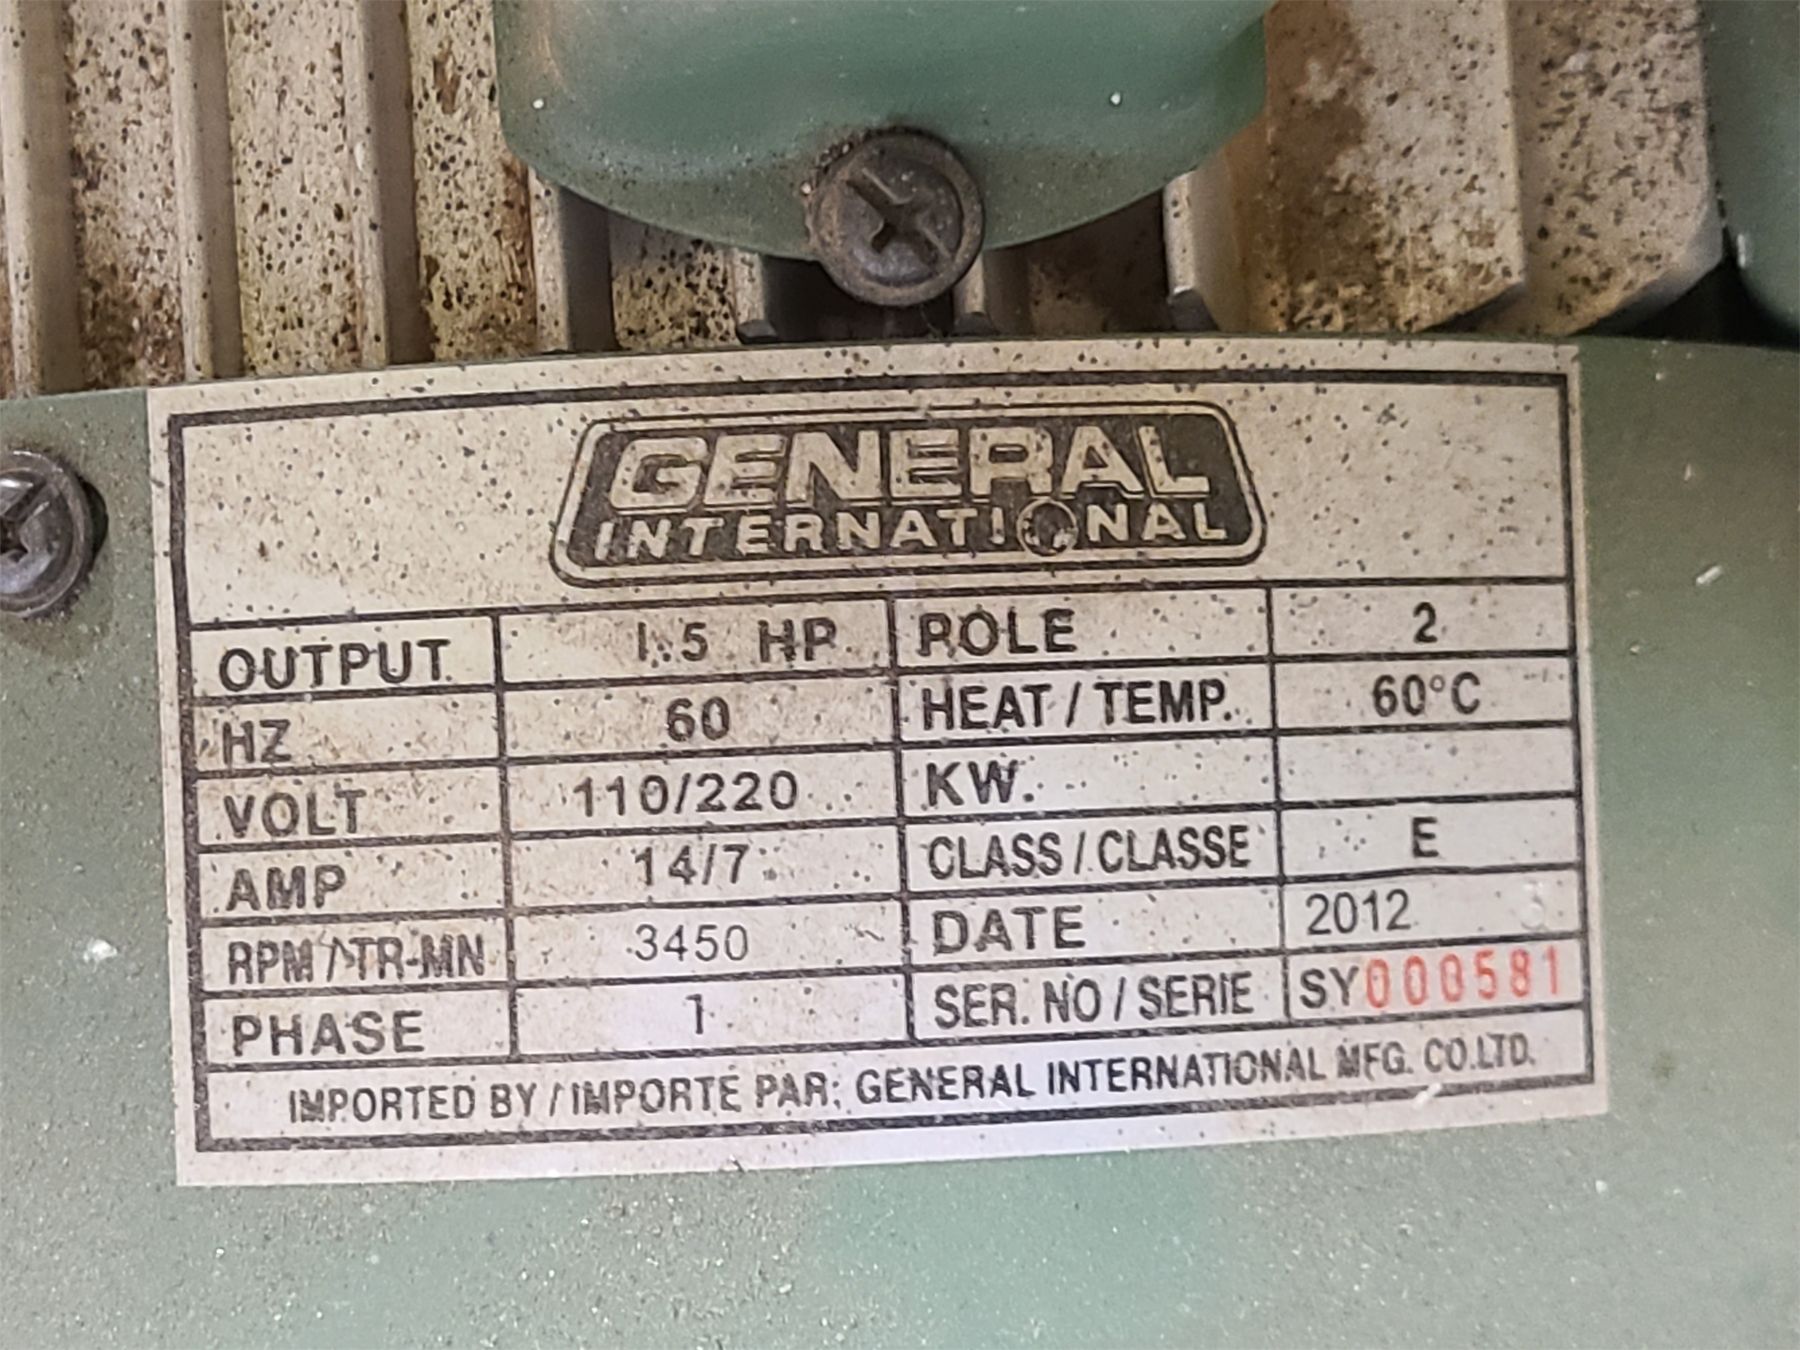 GENERAL
INTERNATIONAL
OUTPUT 1.5 HP POLE 2
HZ 60 HEAT / TEMP. 60°C
VOLT 110/220 KW.
AMP 14/7 CLASS / CLASSE E
RPM / TR-MN 3450 DATE 2012
PHASE 1 SER. NO / SERIE SY000581
IMPORTED BY / IMPORTE PAR: GENERAL INTERNATIONAL MFG. CO.LTD.